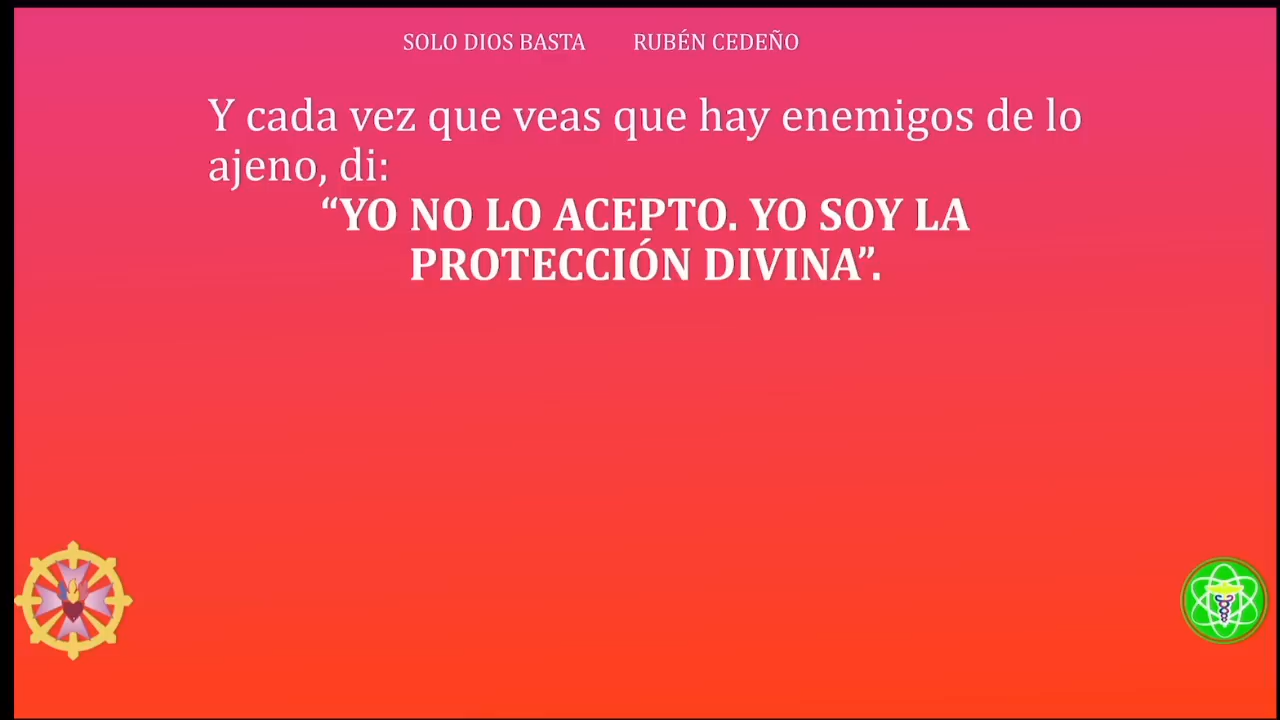 SOLO DIOS BASTA RUBÉN CEDEÑO
Y cada vez que veas que hay enemigos de lo
ajeno, di:
“YO NO LO ACEPTO. YO SOY LA
PROTECCIÓN DIVINA”.